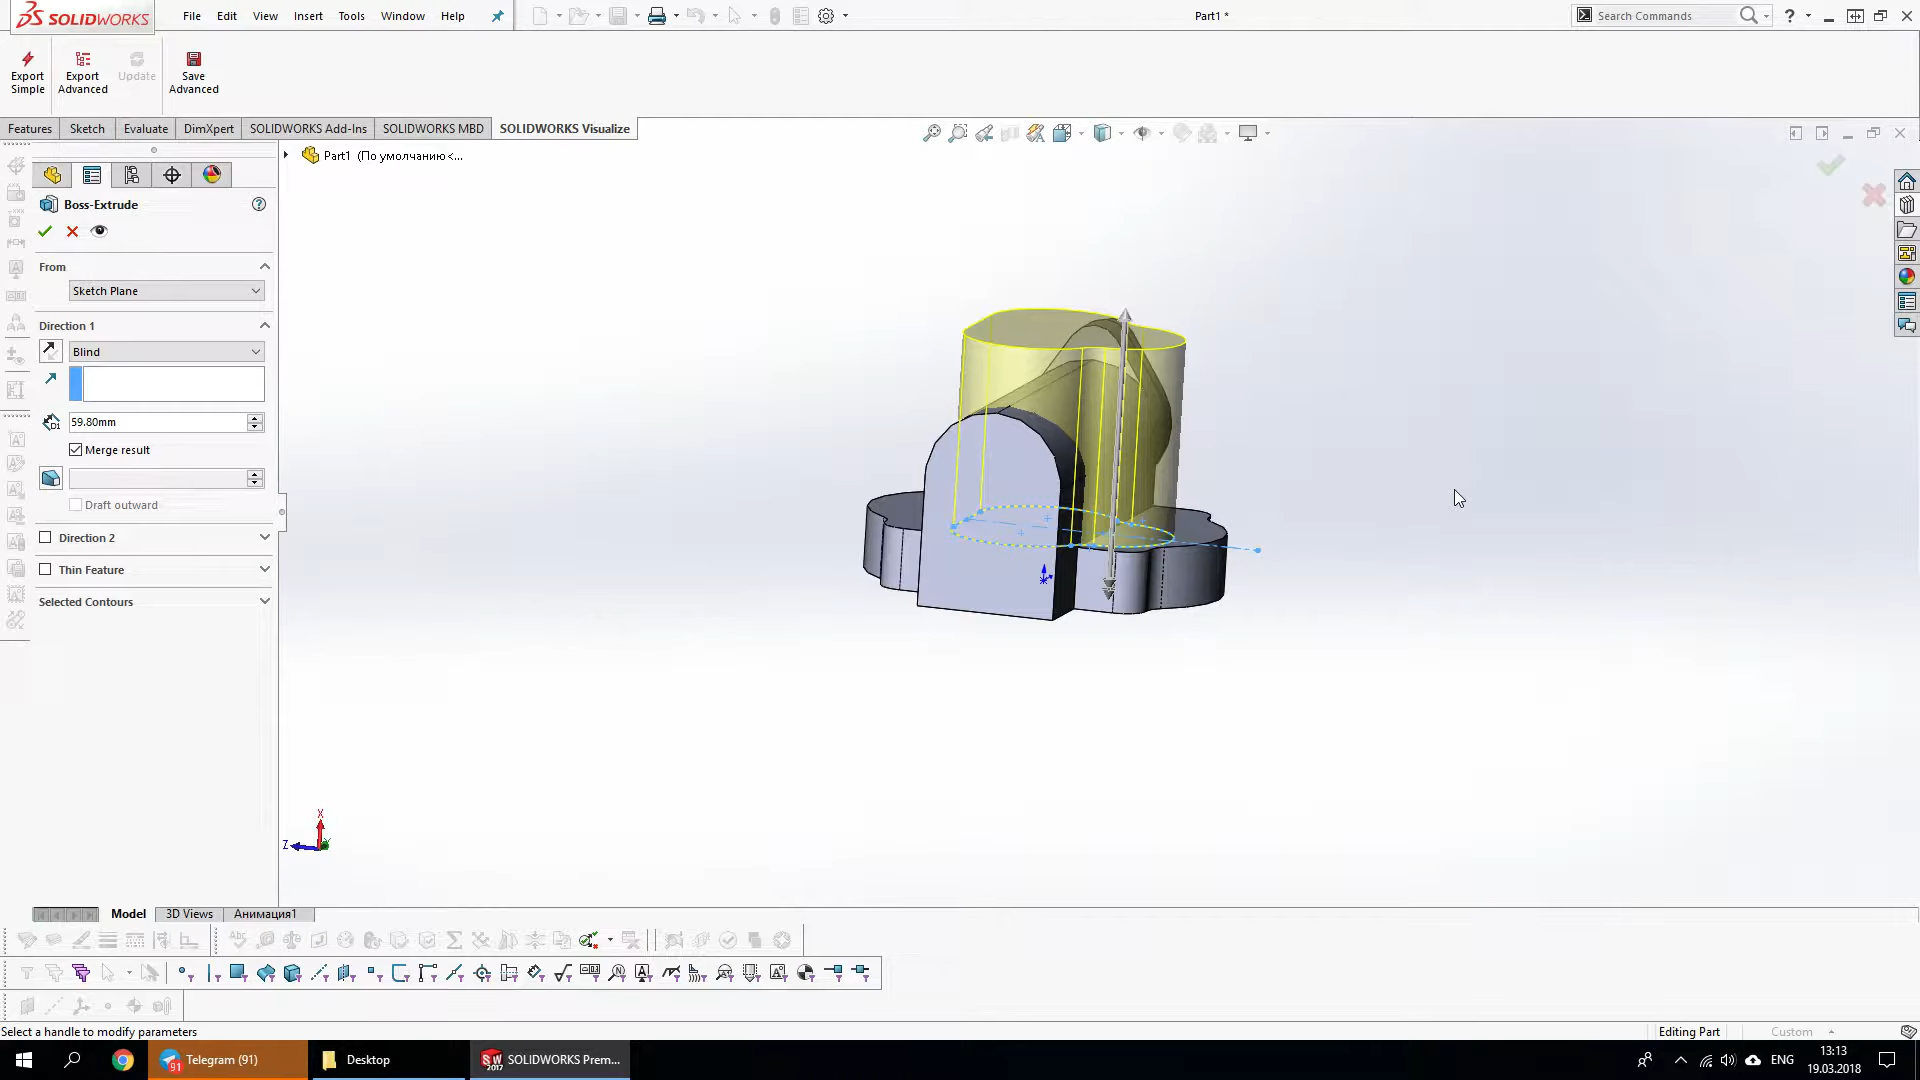 SOLIDWORKS
File Edit View Insert Tools Window Help
Part1 *
Search Commands
Export Simple
Export Advanced
Update
Save Advanced
Features Sketch Evaluate DimXpert SOLIDWORKS Add-Ins SOLIDWORKS MBD SOLIDWORKS Visualize
Part1 (По умолчанию<...
Boss-Extrude
From
Sketch Plane
Direction 1
Blind
59.80mm
Merge result
Draft outward
Direction 2
Thin Feature
Selected Contours
X
Z
Model 3D Views Анимация1
Select a handle to modify parameters
Editing Part
Custom
Telegram (91)
91
Desktop
SOLIDWORKS Prem...
SW
2017
ENG
13:13
19.03.2018